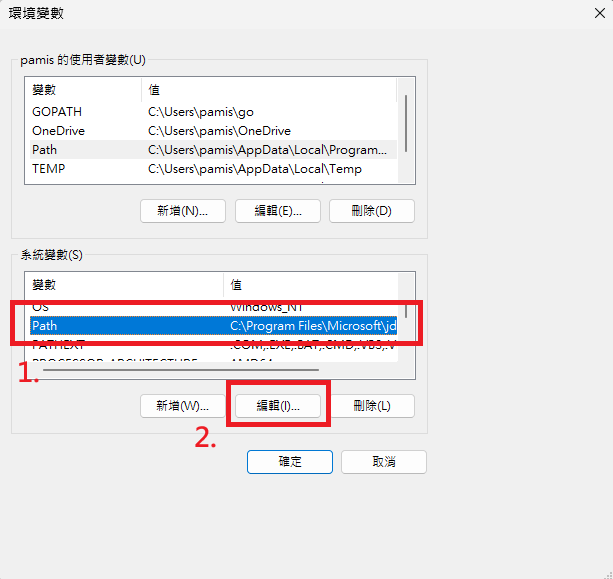 環境變數
pamis 的使用者變數(U)
變數 值
GOPATH C:\Users\pamis\go
OneDrive C:\Users\pamis\OneDrive
Path C:\Users\pamis\AppData\Local\Program...
TEMP C:\Users\pamis\AppData\Local\Temp
新增(N)... 編輯(E)... 刪除(D)
系統變數(S)
變數 值
OS Windows_NT
Path C:\Program Files\Microsoft\jd
PATHEXT .COM;.EXE;.BAT;.CMD;.VBS;.V
PROCESSOR_ARCHITECTURE AMD64
1.
新增(W)... 編輯(I)... 刪除(L)
2.
確定 取消